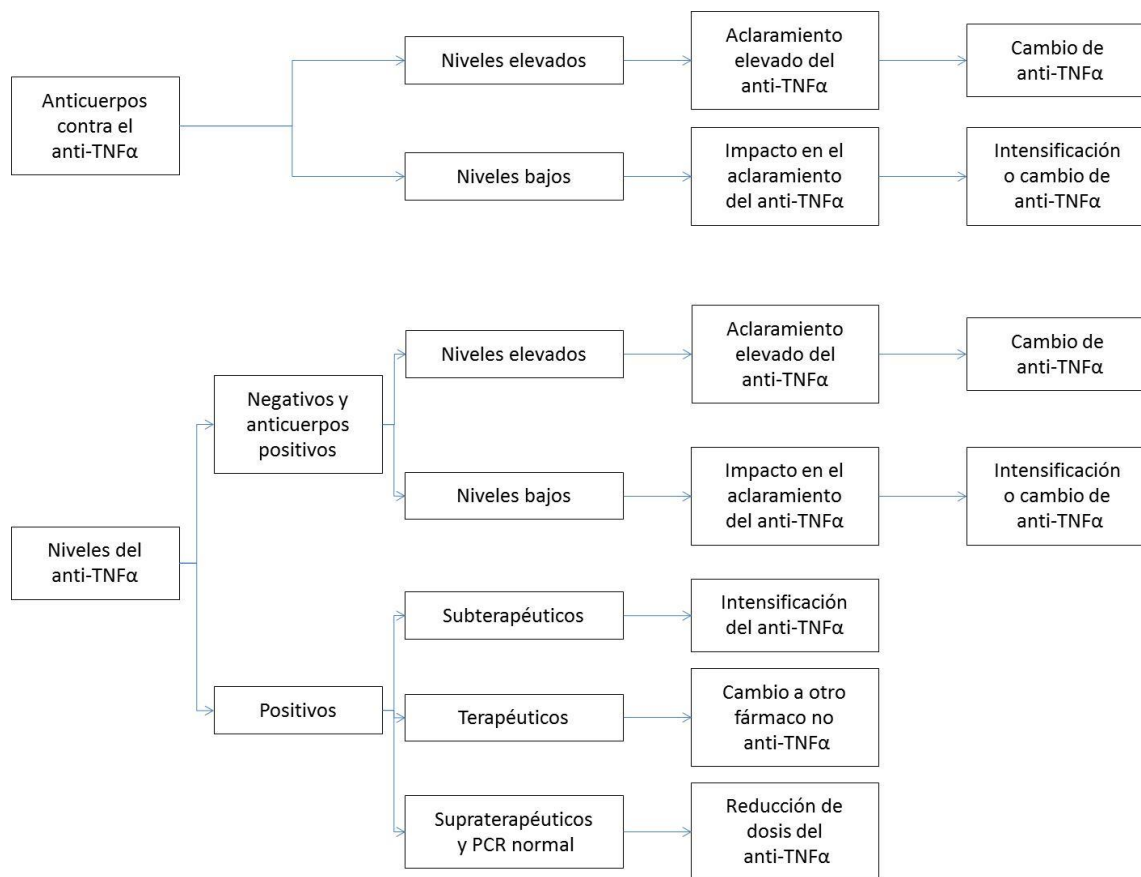 Anticuerpos
contra el
anti-TNFα
Niveles elevados
Aclaramiento
elevado del
anti-TNFα
Cambio de
anti-TNFα
Niveles bajos
Impacto en el
aclaramiento
del anti-TNFα
Intensificación
o cambio de
anti-TNFα
Niveles del
anti-TNFα
Negativos y
anticuerpos
positivos
Niveles elevados
Aclaramiento
elevado del
anti-TNFα
Cambio de
anti-TNFα
Niveles bajos
Impacto en el
aclaramiento
del anti-TNFα
Intensificación
o cambio de
anti-TNFα
Positivos
Subterapéuticos
Intensificación
del anti-TNFα
Terapéuticos
Cambio a otro
fármaco no
anti-TNFα
Supraterapéuticos
y PCR normal
Reducción de
dosis del
anti-TNFα